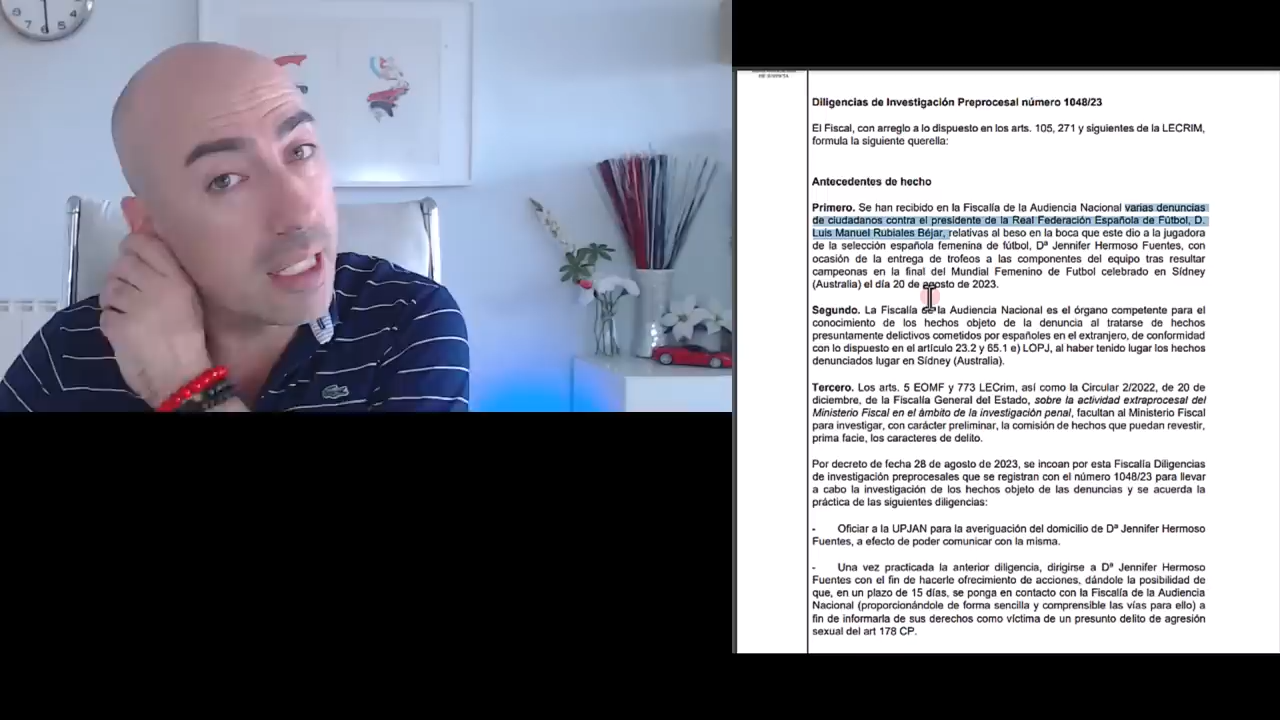 Diligencias de Investigación Preprocesal número 1048/23
El Fiscal, con arreglo a lo dispuesto en los arts. 105, 271 y siguientes de la LECRIM,
formula la siguiente querella:
Antecedentes de hecho
Primero. Se han recibido en la Fiscalía de la Audiencia Nacional varias denuncias
de ciudadanos contra el presidente de la Real Federación Española de Fútbol, D.
Luis Manuel Rubiales Béjar, relativas al beso en la boca que este dio a la jugadora
de la selección española femenina de fútbol, Dª Jennifer Hermoso Fuentes, con
ocasión de la entrega de trofeos a las componentes del equipo tras resultar
campeonas en la final del Mundial Femenino de Futbol celebrado en Sídney
(Australia) el día 20 de agosto de 2023.
Segundo. La Fiscalía de la Audiencia Nacional es el órgano competente para el
conocimiento de los hechos objeto de la denuncia al tratarse de hechos
presuntamente delictivos cometidos por españoles en el extranjero, de conformidad
con lo dispuesto en el artículo 23.2 y 65.1 e) LOPJ, al haber tenido lugar los hechos
denunciados lugar en Sídney (Australia).
Tercero. Los arts. 5 EOMF y 773 LECrim, así como la Circular 2/2022, de 20 de
diciembre, de la Fiscalía General del Estado, sobre la actividad extraprocesal del
Ministerio Fiscal en el ámbito de la investigación penal, facultan al Ministerio Fiscal
para investigar, con carácter preliminar, la comisión de hechos que puedan revestir,
prima facie, los caracteres de delito.
Por decreto de fecha 28 de agosto de 2023, se incoan por esta Fiscalía Diligencias
de investigación preprocesales que se registran con el número 1048/23 para llevar
a cabo la investigación de los hechos objeto de las denuncias y se acuerda la
práctica de las siguientes diligencias:
- Oficiar a la UPJAN para la averiguación del domicilio de Dª Jennifer Hermoso
Fuentes, a efecto de poder comunicar con la misma.
- Una vez practicada la anterior diligencia, dirigirse a Dª Jennifer Hermoso
Fuentes con el fin de hacerle ofrecimiento de acciones, dándole la posibilidad de
que, en un plazo de 15 días, se ponga en contacto con la Fiscalía de la Audiencia
Nacional (proporcionándole de forma sencilla y comprensible las vías para ello) a
fin de informarla de sus derechos como víctima de un presunto delito de agresión
sexual del art 178 CP.